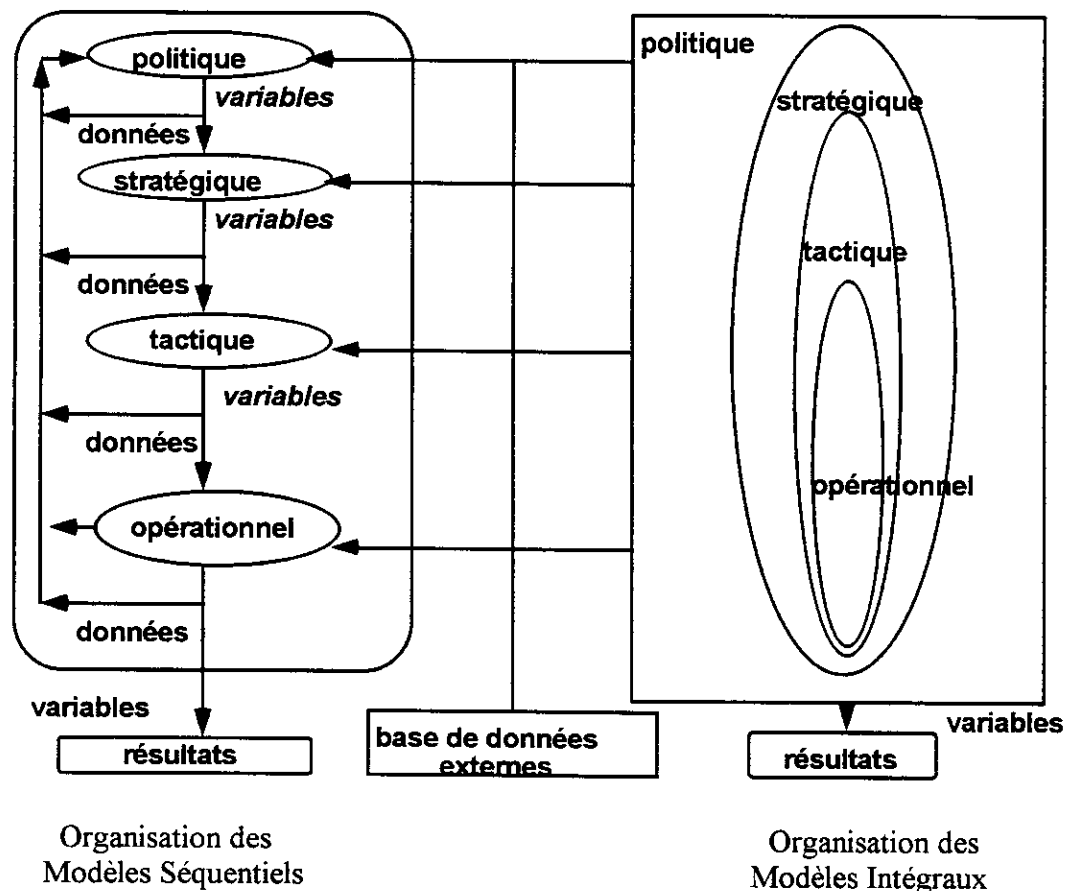 politique
variables
données
stratégique
variables
données
tactique
variables
données
opérationnel
données
variables
résultats
base de données
externes
politique
stratégique
tactique
opérationnel
variables
résultats
Organisation des
Modèles Séquentiels
Organisation des
Modèles Intégraux